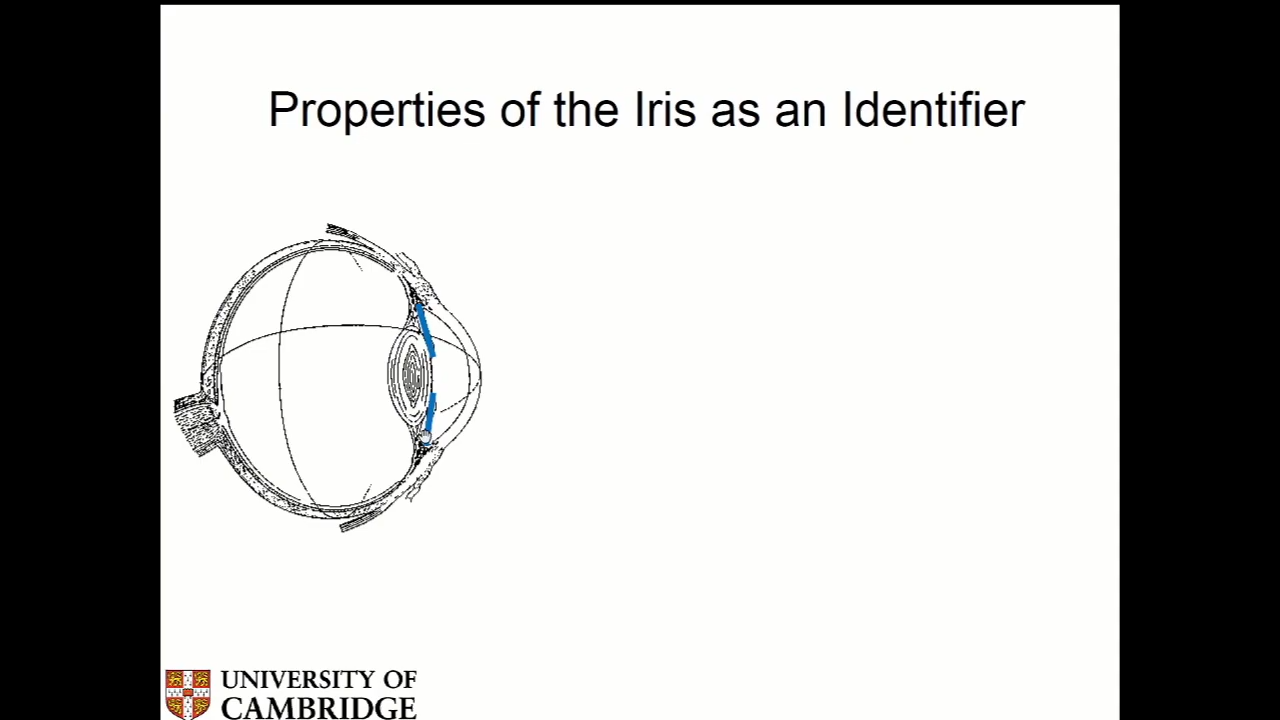 Properties of the Iris as an Identifier
UNIVERSITY OF
CAMBRIDGE